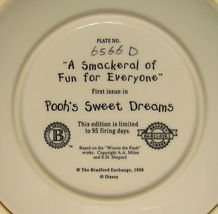 PLATE NO.
6566 D
"A Smackeral of
Fun for Everyone"
First issue in
Pooh's Sweet Dreams
This edition is limited
to 95 firing days.
B
Based on the "Winnie the Pooh"
works. Copyright A.A. Milne
and E.H. Shepard
© The Bradford Exchange, 1998
© Disney